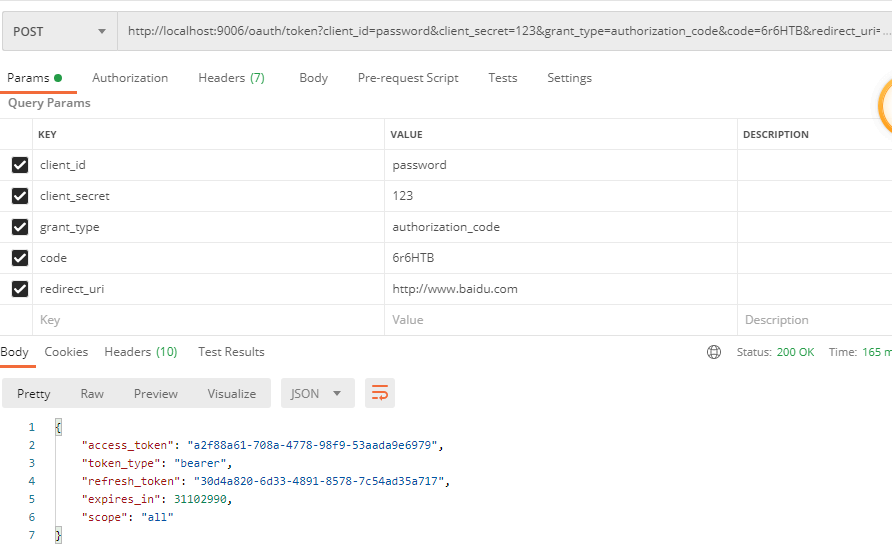 POST http://localhost:9006/oauth/token?client_id=password&client_secret=123&grant_type=authorization_code&code=6r6HTB&redirect_uri=...
Params Authorization Headers (7) Body Pre-request Script Tests Settings
Query Params
KEY VALUE DESCRIPTION
client_id password
client_secret 123
grant_type authorization_code
code 6r6HTB
redirect_uri http://www.baidu.com
Key Value Description
Body Cookies Headers (10) Test Results Status: 200 OK Time: 165 m
Pretty Raw Preview Visualize JSON
1 {
2 "access_token": "a2f88a61-708a-4778-98f9-53aada9e6979",
3 "token_type": "bearer",
4 "refresh_token": "30d4a820-6d33-4891-8578-7c54ad35a717",
5 "expires_in": 31102990,
6 "scope": "all"
7 }